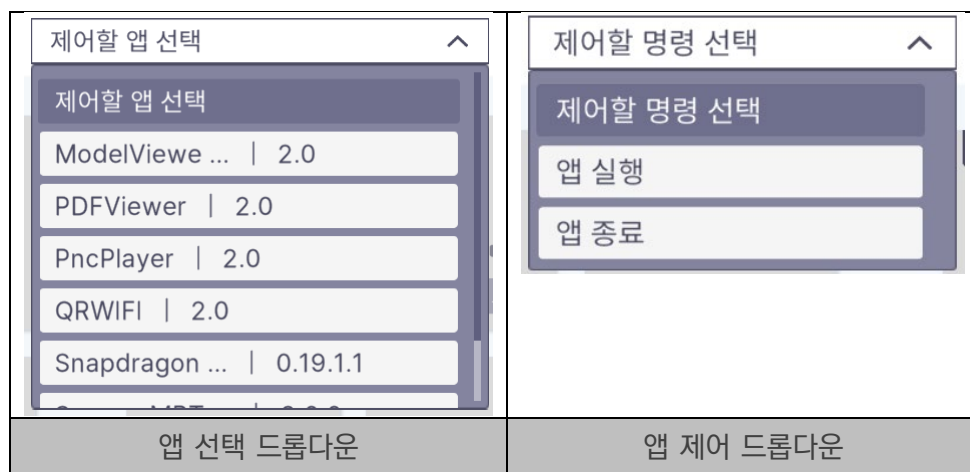 제어할 앱 선택
제어할 앱 선택
ModelViewe ... | 2.0
PDFViewer | 2.0
PncPlayer | 2.0
QRWIFI | 2.0
Snapdragon ... | 0.19.1.1
앱 선택 드롭다운
제어할 명령 선택
제어할 명령 선택
앱 실행
앱 종료
앱 제어 드롭다운